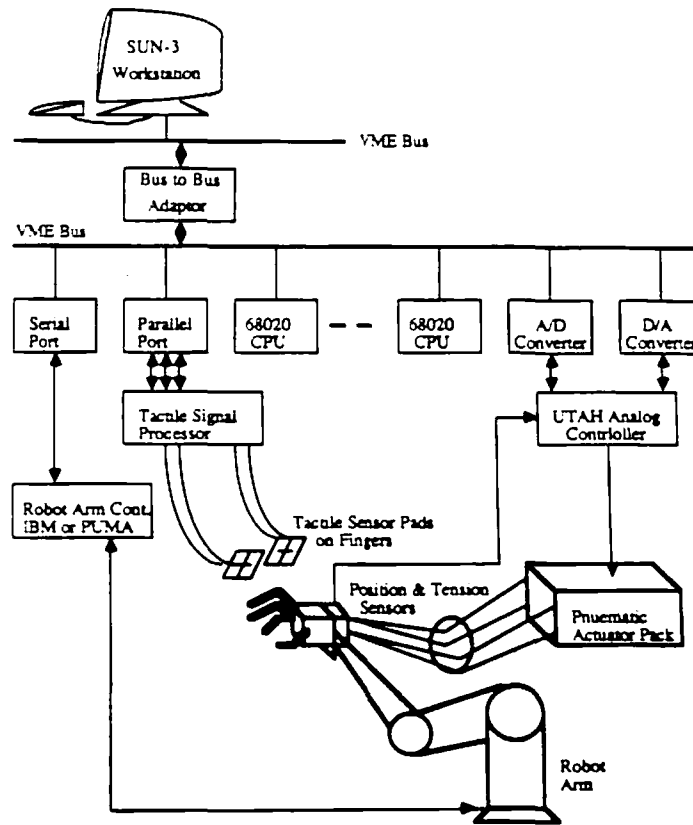 SUN-3
Workstation
VME Bus
Bus to Bus
Adaptor
VME Bus
Serial
Port
Parallel
Port
68020
CPU
68020
CPU
A/D
Converter
D/A
Converter
Tactile Signal
Processor
UTAH Analog
Contrloller
Robot Arm Cont.
IBM or PUMA
Tactile Sensor Pads
on Fingers
Position & Tension
Sensors
Pnuematic
Actuator Pack
Robot
Arm